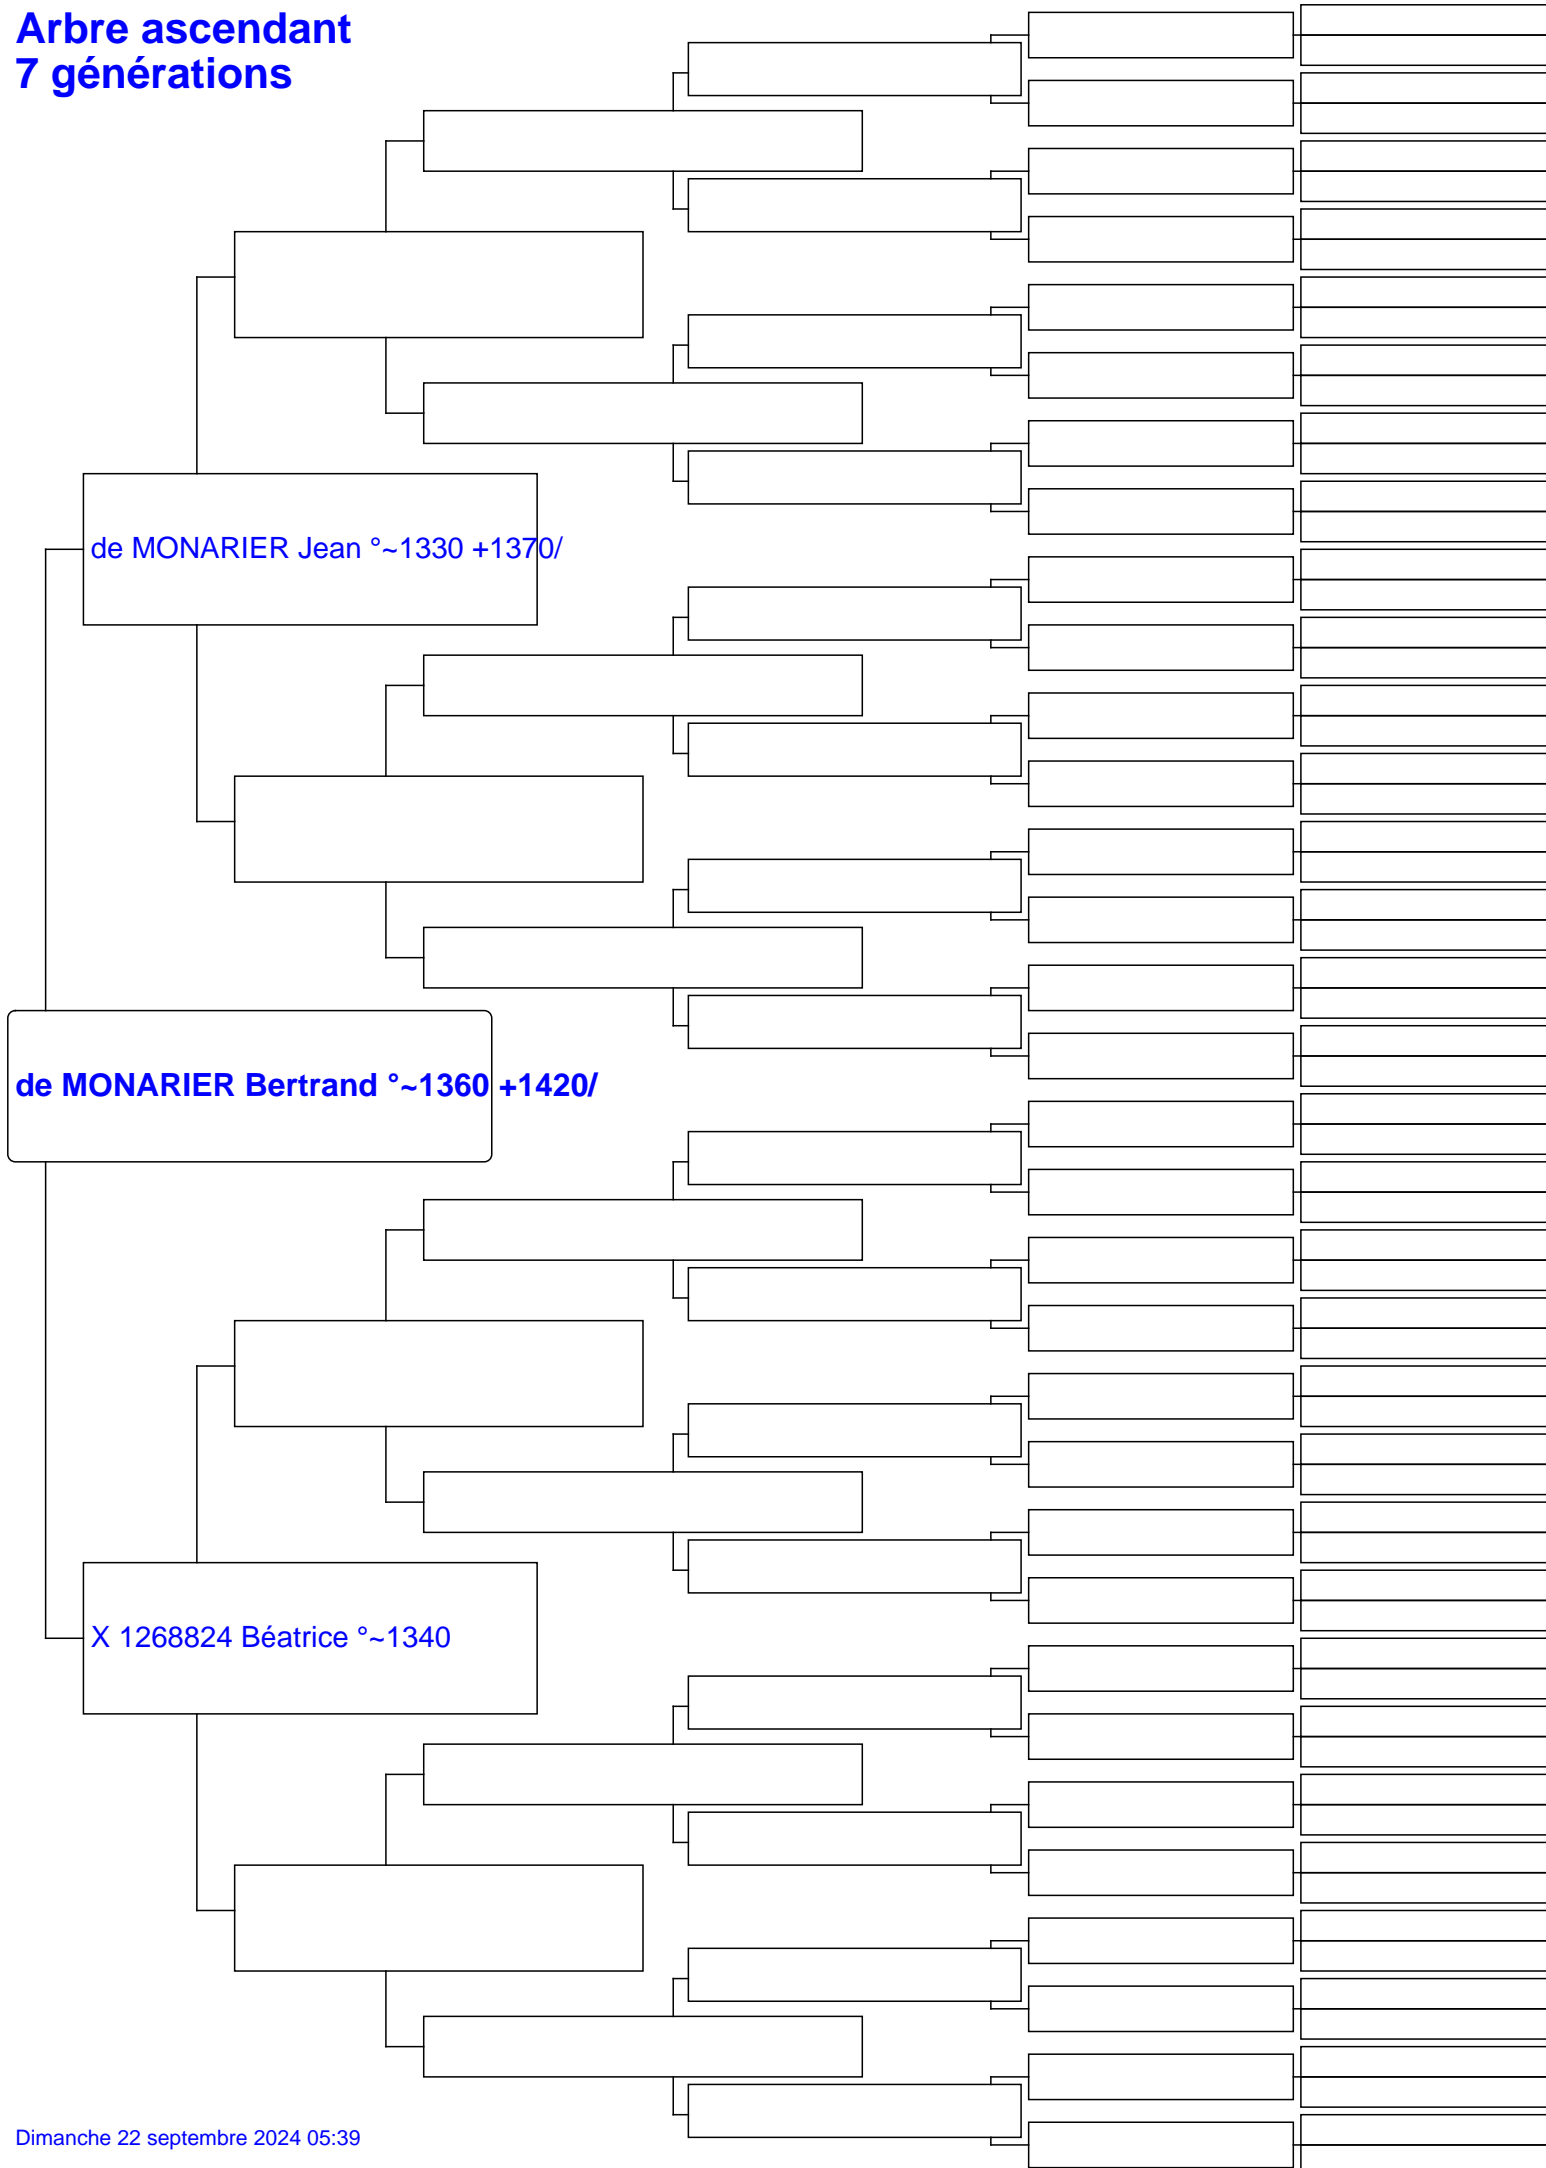 Arbre ascendant
7 générations
de MONARIER Jean °~1330 +1370/
de MONARIER Bertrand °~1360 +1420/
X 1268824 Béatrice °~1340
Dimanche 22 septembre 2024 05:39